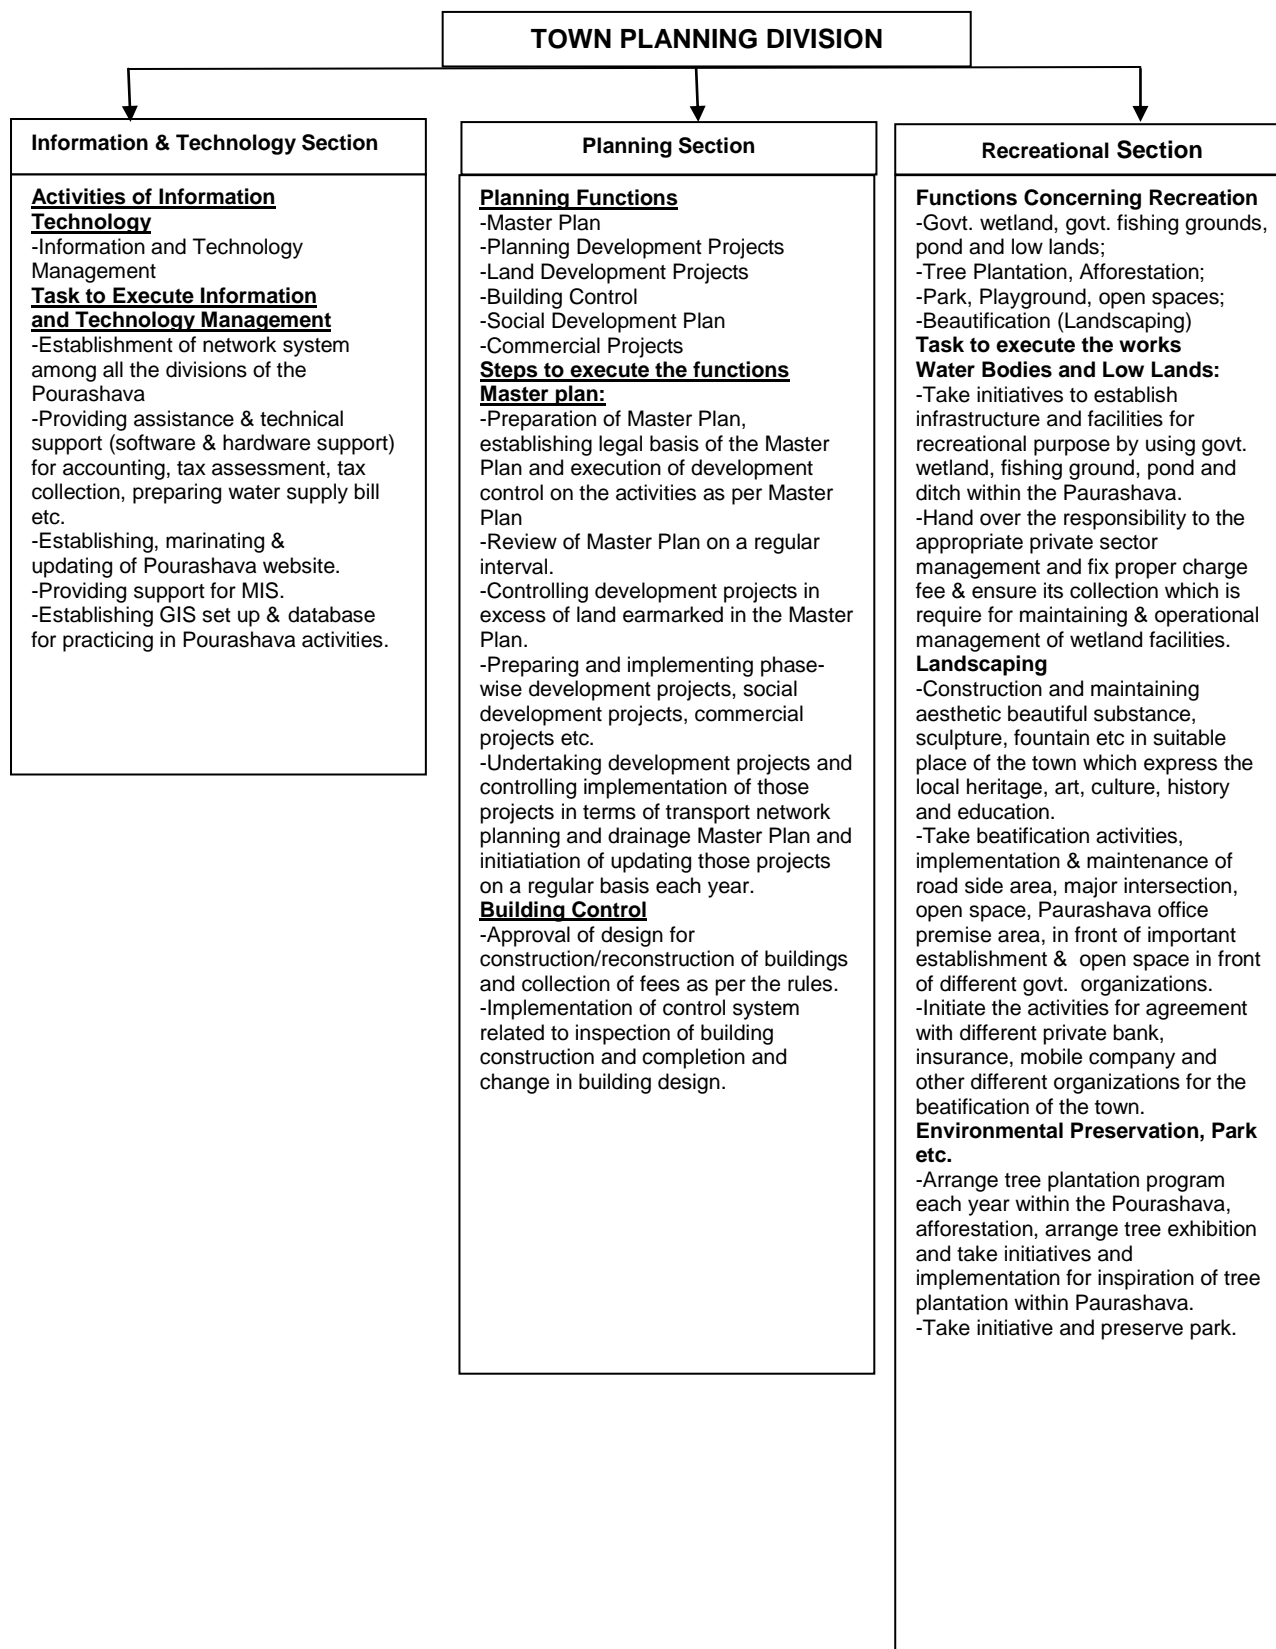 TOWN PLANNING DIVISION
Information & Technology Section
Activities of Information
Technology
-Information and Technology
Management
Task to Execute Information
and Technology Management
-Establishment of network system
among all the divisions of the
Pourashava
-Providing assistance & technical
support (software & hardware support)
for accounting, tax assessment, tax
collection, preparing water supply bill
etc.
-Establishing, marinating &
updating of Pourashava website.
-Providing support for MIS.
-Establishing GIS set up & database
for practicing in Pourashava activities.
Planning Section
Planning Functions
-Master Plan
-Planning Development Projects
-Land Development Projects
-Building Control
-Social Development Plan
-Commercial Projects
Steps to execute the functions
Master plan:
-Preparation of Master Plan,
establishing legal basis of the Master
Plan and execution of development
control on the activities as per Master
Plan
-Review of Master Plan on a regular
interval.
-Controlling development projects in
excess of land earmarked in the Master
Plan.
-Preparing and implementing phase-
wise development projects, social
development projects, commercial
projects etc.
-Undertaking development projects and
controlling implementation of those
projects in terms of transport network
planning and drainage Master Plan and
initiatiation of updating those projects
on a regular basis each year.
Building Control
-Approval of design for
construction/reconstruction of buildings
and collection of fees as per the rules.
-Implementation of control system
related to inspection of building
construction and completion and
change in building design.
Recreational Section
Functions Concerning Recreation
-Govt. wetland, govt. fishing grounds,
pond and low lands;
-Tree Plantation, Afforestation;
-Park, Playground, open spaces;
-Beautification (Landscaping)
Task to execute the works
Water Bodies and Low Lands:
-Take initiatives to establish
infrastructure and facilities for
recreational purpose by using govt.
wetland, fishing ground, pond and
ditch within the Paurashava.
-Hand over the responsibility to the
appropriate private sector
management and fix proper charge
fee & ensure its collection which is
require for maintaining & operational
management of wetland facilities.
Landscaping
-Construction and maintaining
aesthetic beautiful substance,
sculpture, fountain etc in suitable
place of the town which express the
local heritage, art, culture, history
and education.
-Take beatification activities,
implementation & maintenance of
road side area, major intersection,
open space, Paurashava office
premise area, in front of important
establishment & open space in front
of different govt. organizations.
-Initiate the activities for agreement
with different private bank,
insurance, mobile company and
other different organizations for the
beatification of the town.
Environmental Preservation, Park
etc.
-Arrange tree plantation program
each year within the Pourashava,
afforestation, arrange tree exhibition
and take initiatives and
implementation for inspiration of tree
plantation within Paurashava.
-Take initiative and preserve park.